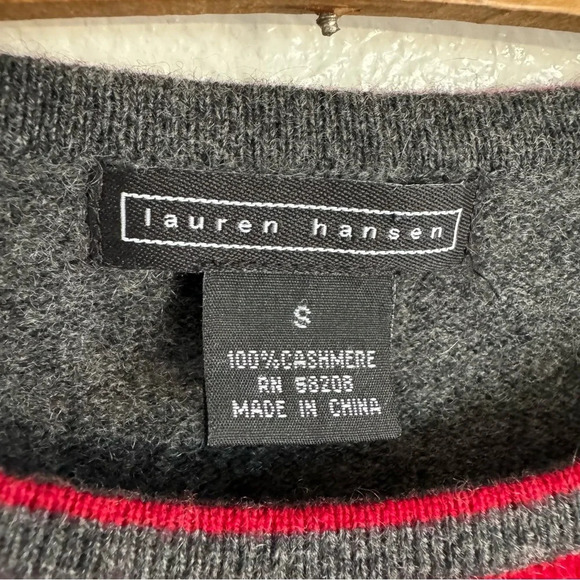 lauren hansen
S
100%CASHMERE
RN 58208
MADE IN CHINA